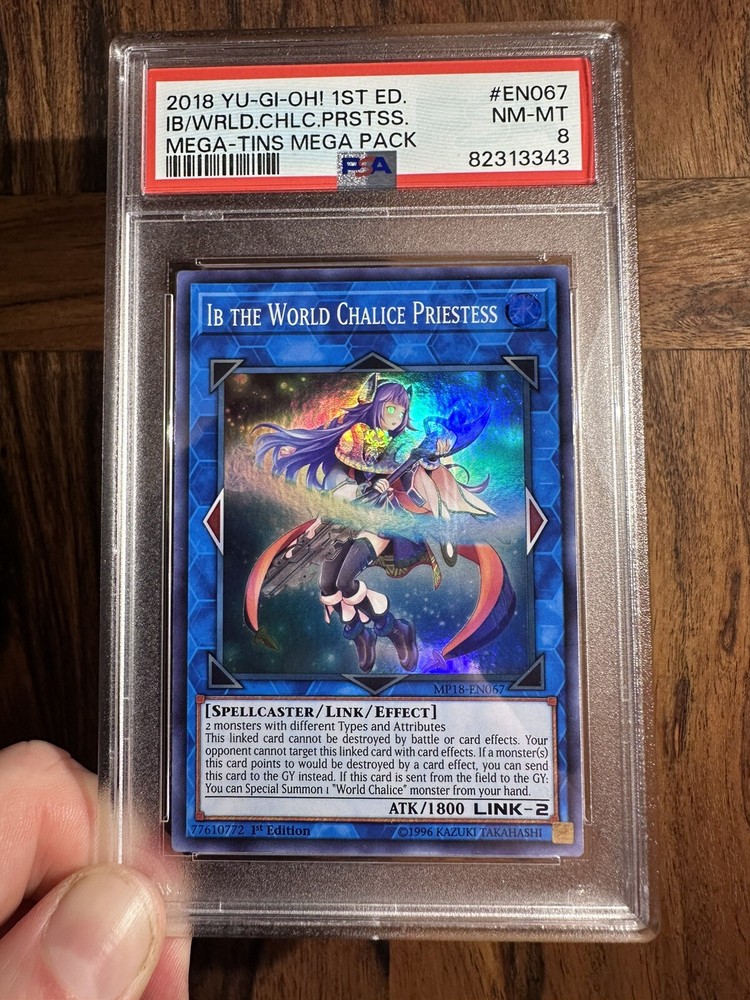 2018 YU-GI-OH! 1ST ED. #EN067
IB/WRLD.CHLC.PRSTSS. NM-MT
MEGA-TINS MEGA PACK 8
PSA 82313343
IB THE WORLD CHALICE PRIESTESS
MP18-EN067
[SPELLCASTER/LINK/EFFECT]
2 monsters with different Types and Attributes
This linked card cannot be destroyed by battle or card effects. Your
opponent cannot target this linked card with card effects. If a monster(s)
this card points to would be destroyed by a card effect, you can send
this card to the GY instead. If this card is sent from the field to the GY:
You can Special Summon 1 "World Chalice" monster from your hand.
ATK/1800 LINK-2
77610772 1st Edition ©1996 KAZUKI TAKAHASHI